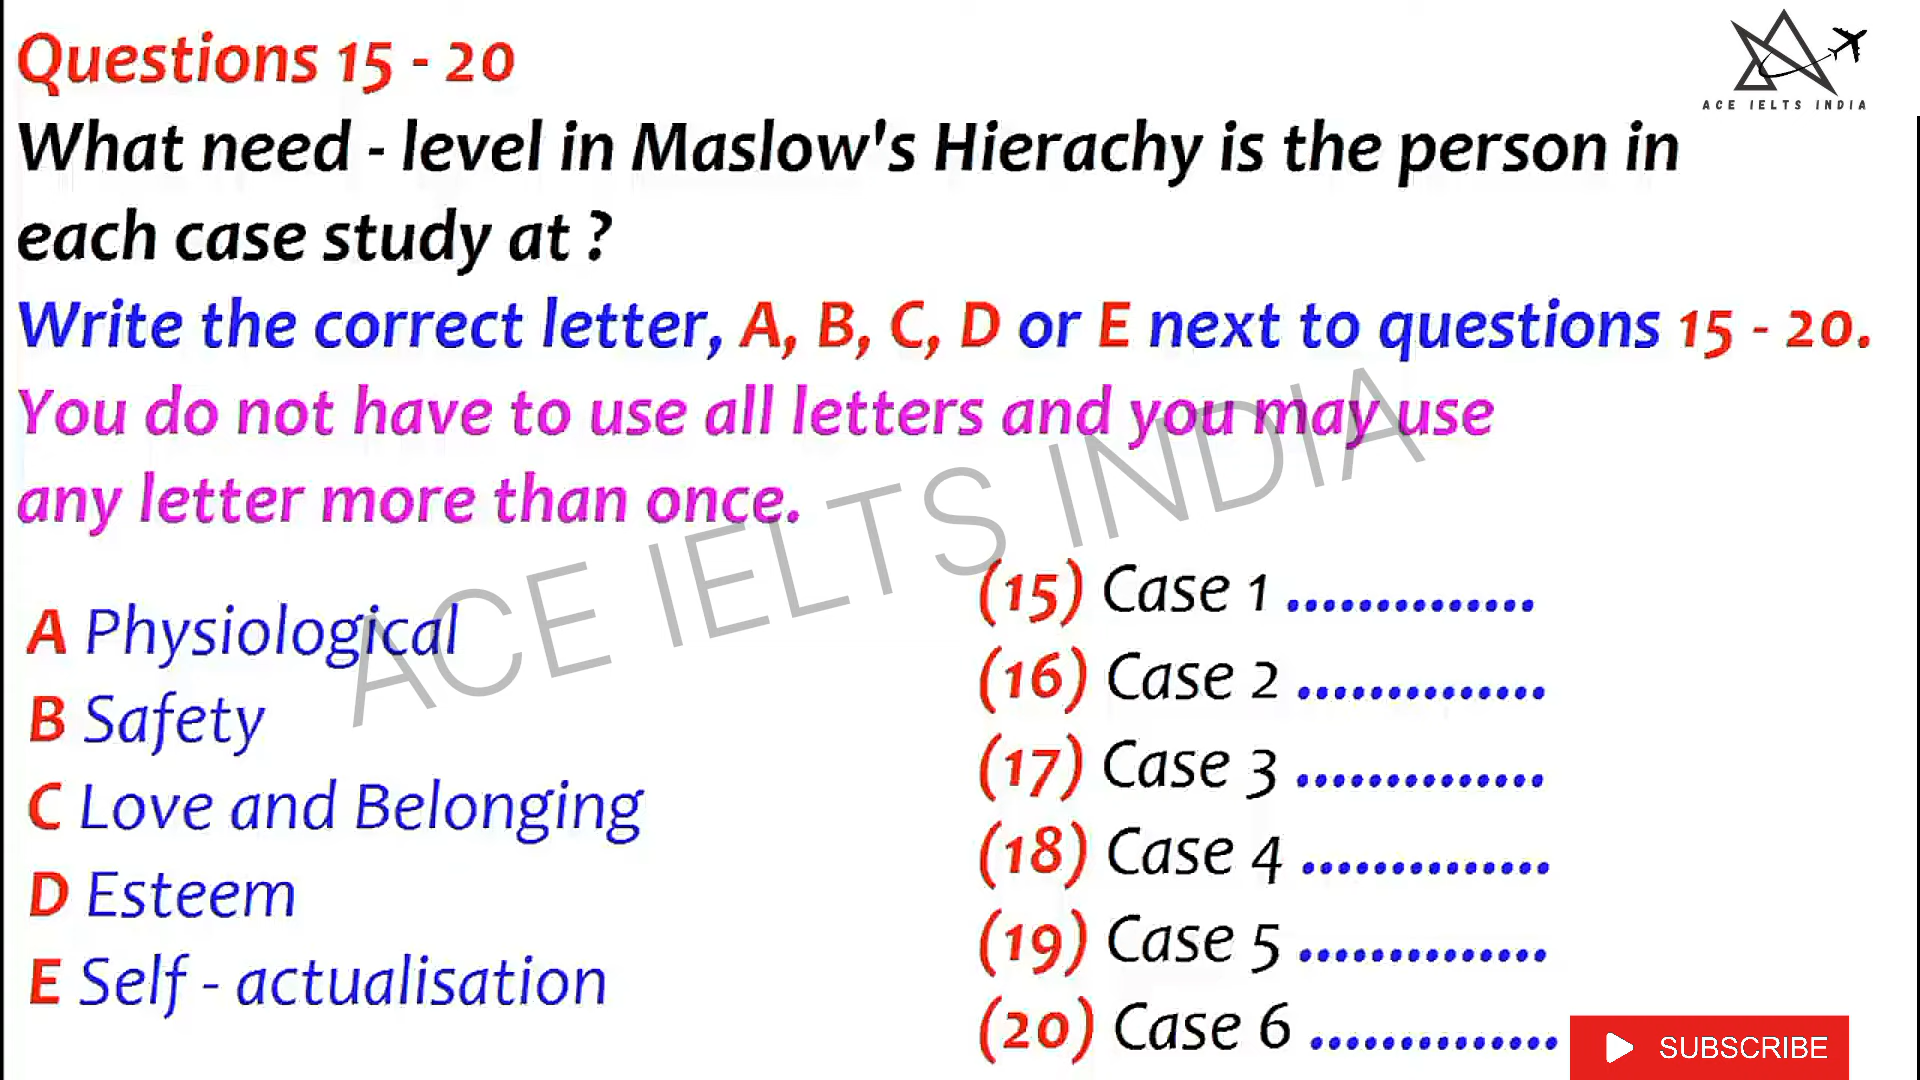 ACE IELTS INDIA
Questions 15 - 20
What need - level in Maslow's Hierachy is the person in
each case study at ?
Write the correct letter, A, B, C, D or E next to questions 15 - 20.
You do not have to use all letters and you may use
any letter more than once.
ACE IELTS INDIA
A Physiological
B Safety
C Love and Belonging
D Esteem
E Self - actualisation
(15) Case 1 ..............
(16) Case 2 ..............
(17) Case 3 ..............
(18) Case 4 ..............
(19) Case 5 ..............
(20) Case 6 ..............
SUBSCRIBE